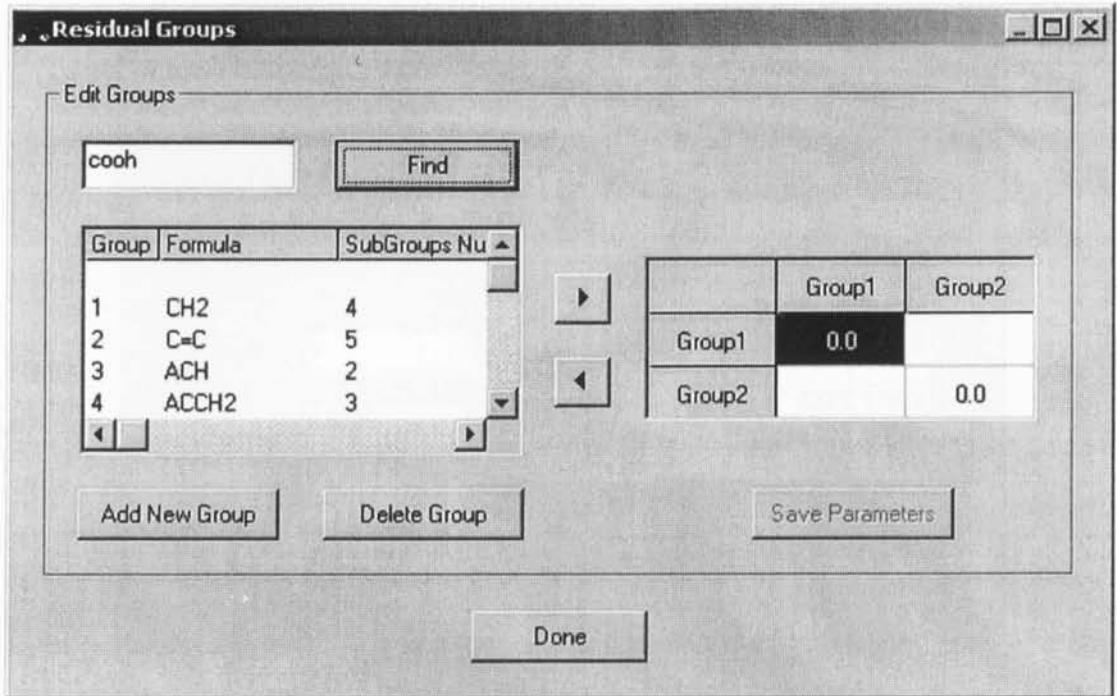 Residual Groups
Edit Groups
cooh
Find
Group Formula SubGroups Nu
1 CH2 4
2 C=C 5
3 ACH 2
4 ACCH2 3
Group1 Group2
Group1 0.0
Group2 0.0
Add New Group
Delete Group
Save Parameters
Done